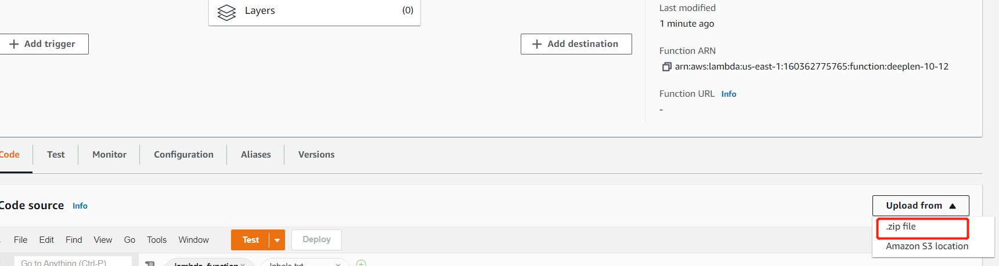 Layers (0)
Add trigger
Add destination
Last modified
1 minute ago
Function ARN
arn:aws:lambda:us-east-1:160362775765:function:deeplen-10-12
Function URL Info
-
Code Test Monitor Configuration Aliases Versions
Code source Info
Upload from
.zip file
Amazon S3 location
File Edit Find View Go Tools Window Test Deploy
Go to Anything (Ctrl-P)
lambda_function
labels.txt